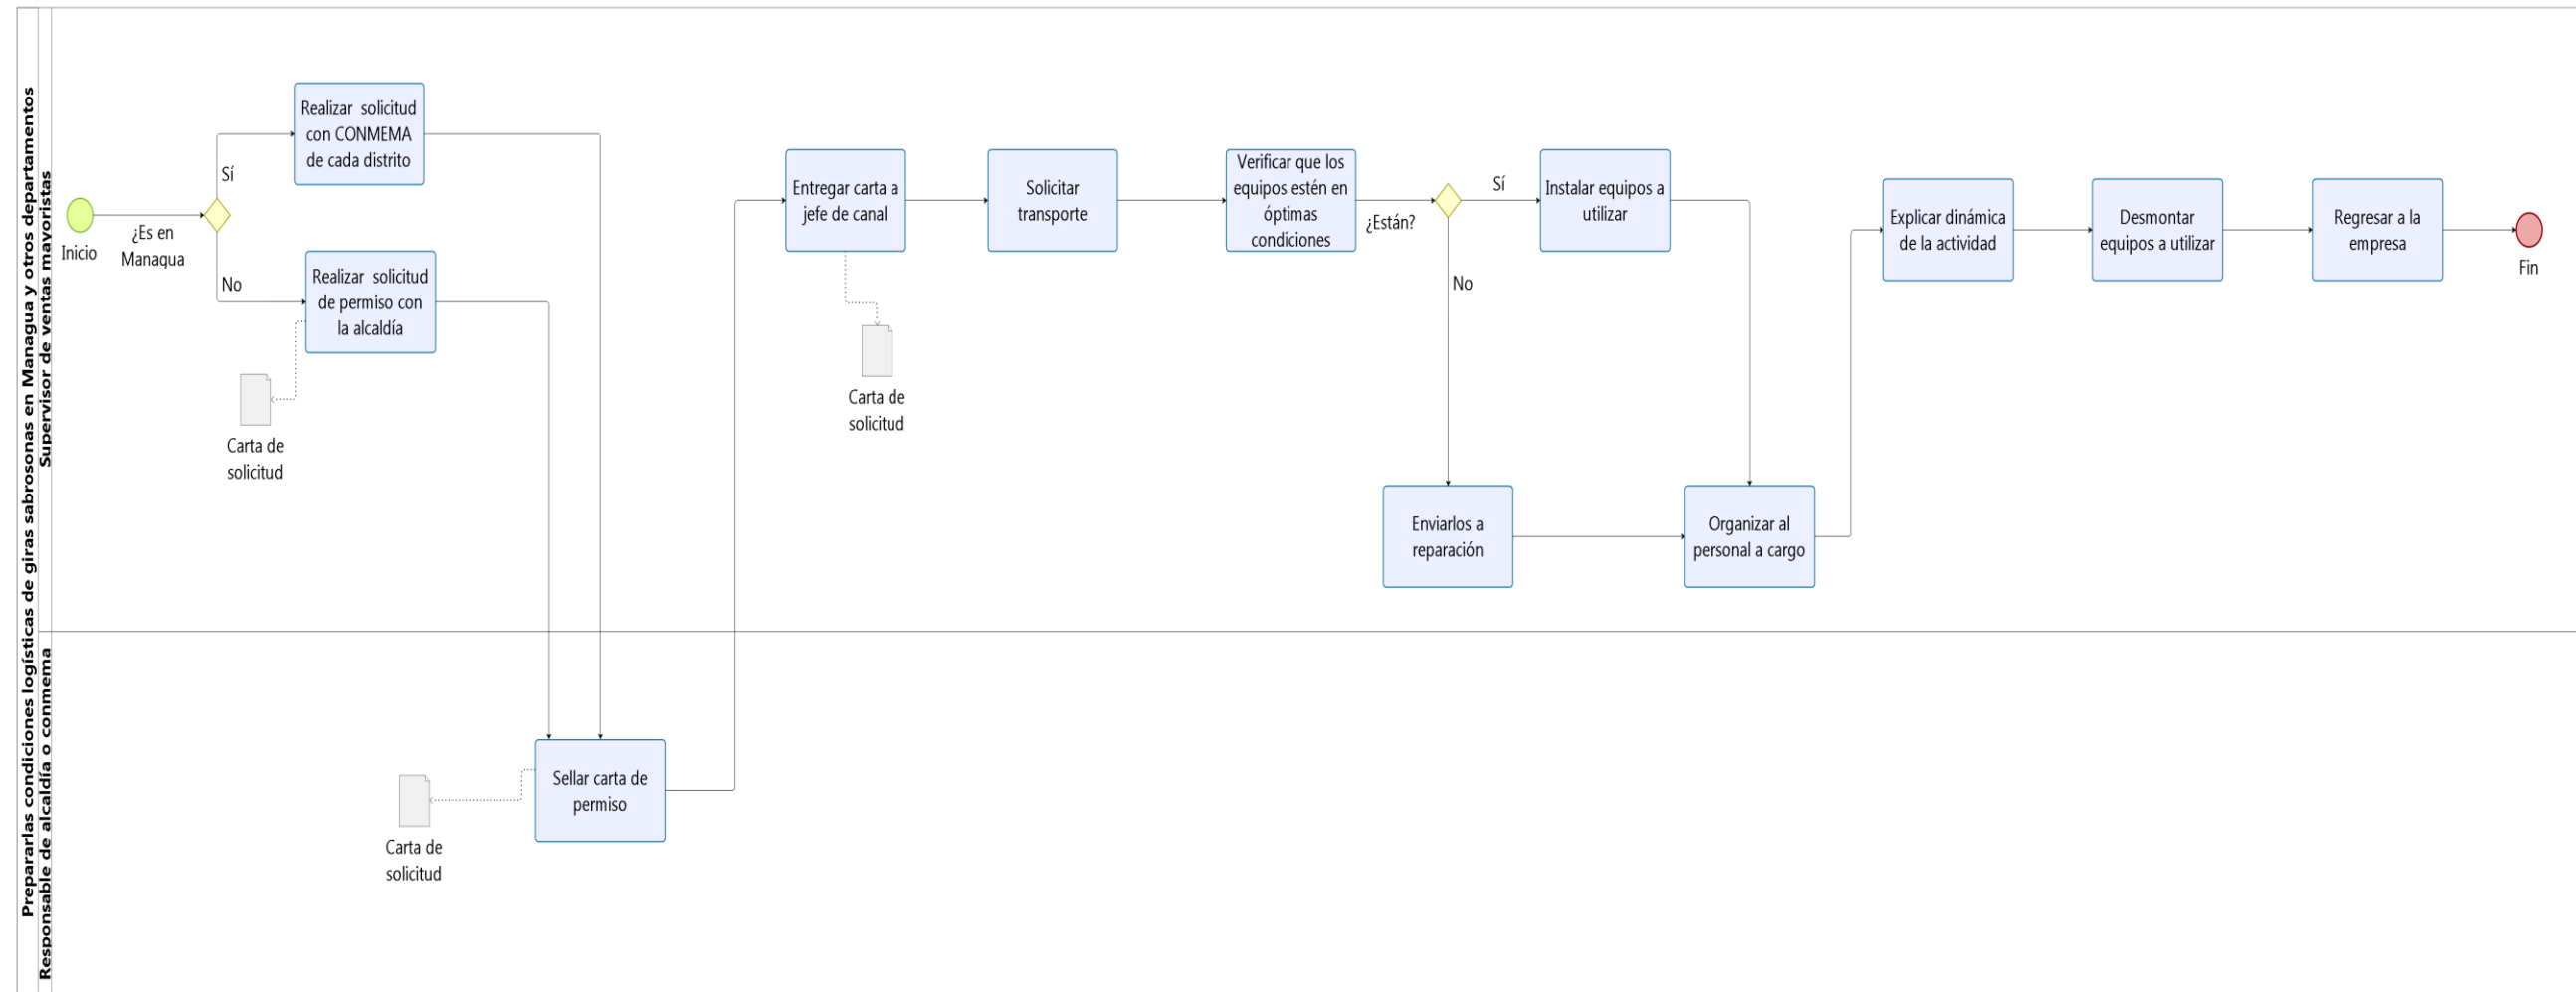 Prepararlas condiciones logísticas de giras sabrosonas en Managua y otros departamentos
Supervisor de ventas mayoristas
Inicio
¿Es en
Managua
Sí
Realizar solicitud
con CONMEMA
de cada distrito
No
Realizar solicitud
de permiso con
la alcaldía
Carta de
solicitud
Entregar carta a
jefe de canal
Carta de
solicitud
Solicitar
transporte
Verificar que los
equipos estén en
óptimas
condiciones
¿Están?
Sí
Instalar equipos a
utilizar
No
Enviarlos a
reparación
Organizar al
personal a cargo
Explicar dinámica
de la actividad
Desmontar
equipos a utilizar
Regresar a la
empresa
Fin
Responsable de alcaldía o conmema
Sellar carta de
permiso
Carta de
solicitud